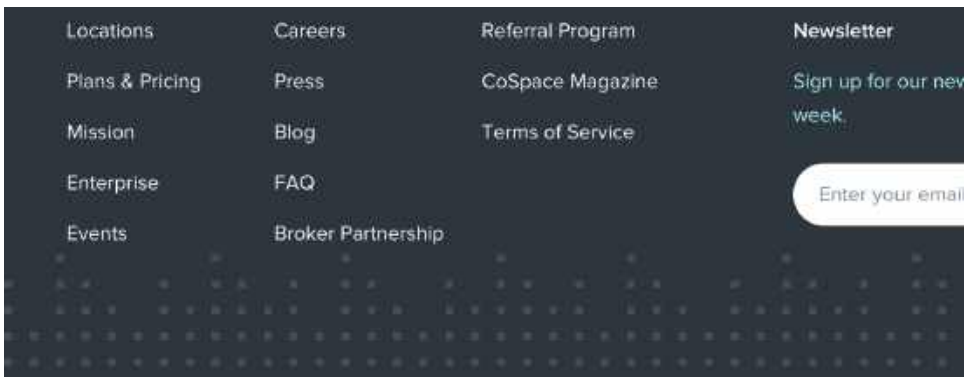 Locations
Plans & Pricing
Mission
Enterprise
Events
Careers
Press
Blog
FAQ
Broker Partnership
Referral Program
CoSpace Magazine
Terms of Service
Newsletter
Sign up for our
week.
Enter your email